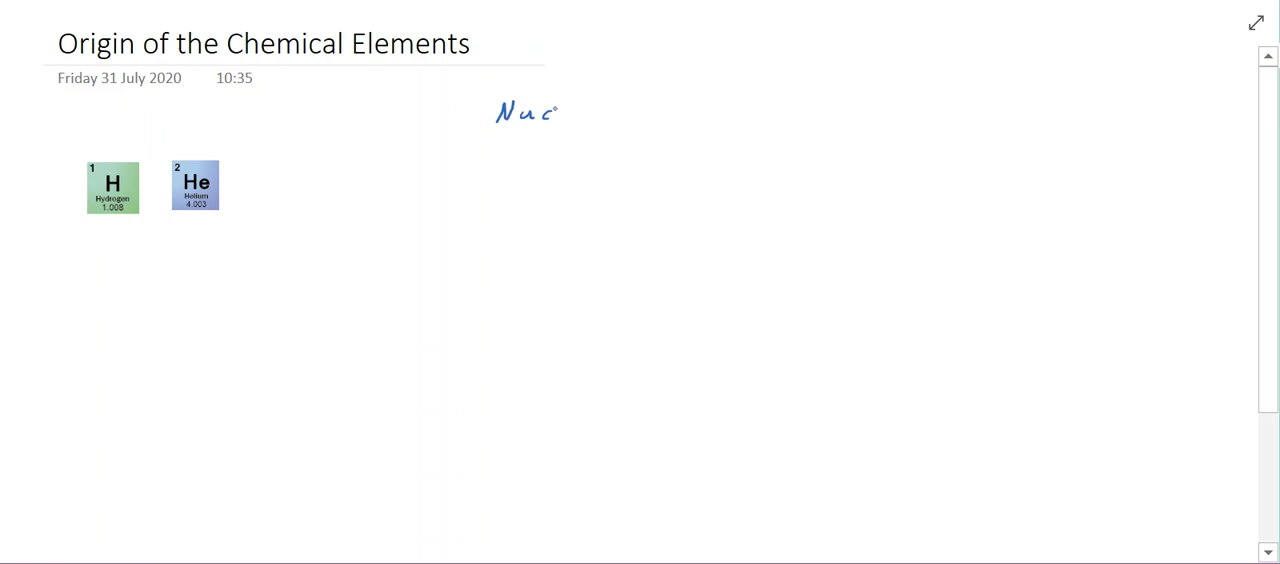 Origin of the Chemical Elements
Friday 31 July 2020 10:35
Nuc
1 2
H He
Hydrogen Helium
1.008 4.003